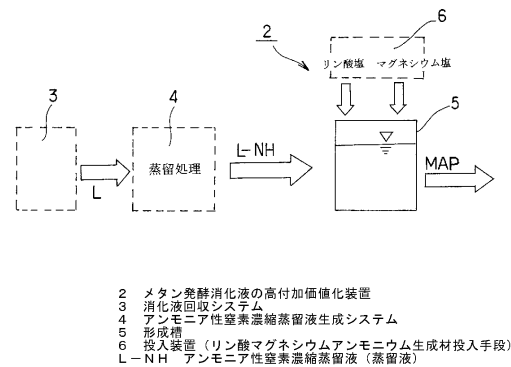 2
6
リン酸塩 マグネシウム塩
3
4
5
蒸留処理
L
L-NH
MAP
2 メタン発酵消化液の高付加価値化装置
3 消化液回収システム
4 アンモニア性窒素濃縮蒸留液生成システム
5 形成槽
6 投入装置(リン酸マグネシウムアンモニウム生成材投入手段)
L-NH アンモニア性窒素濃縮蒸留液(蒸留液)